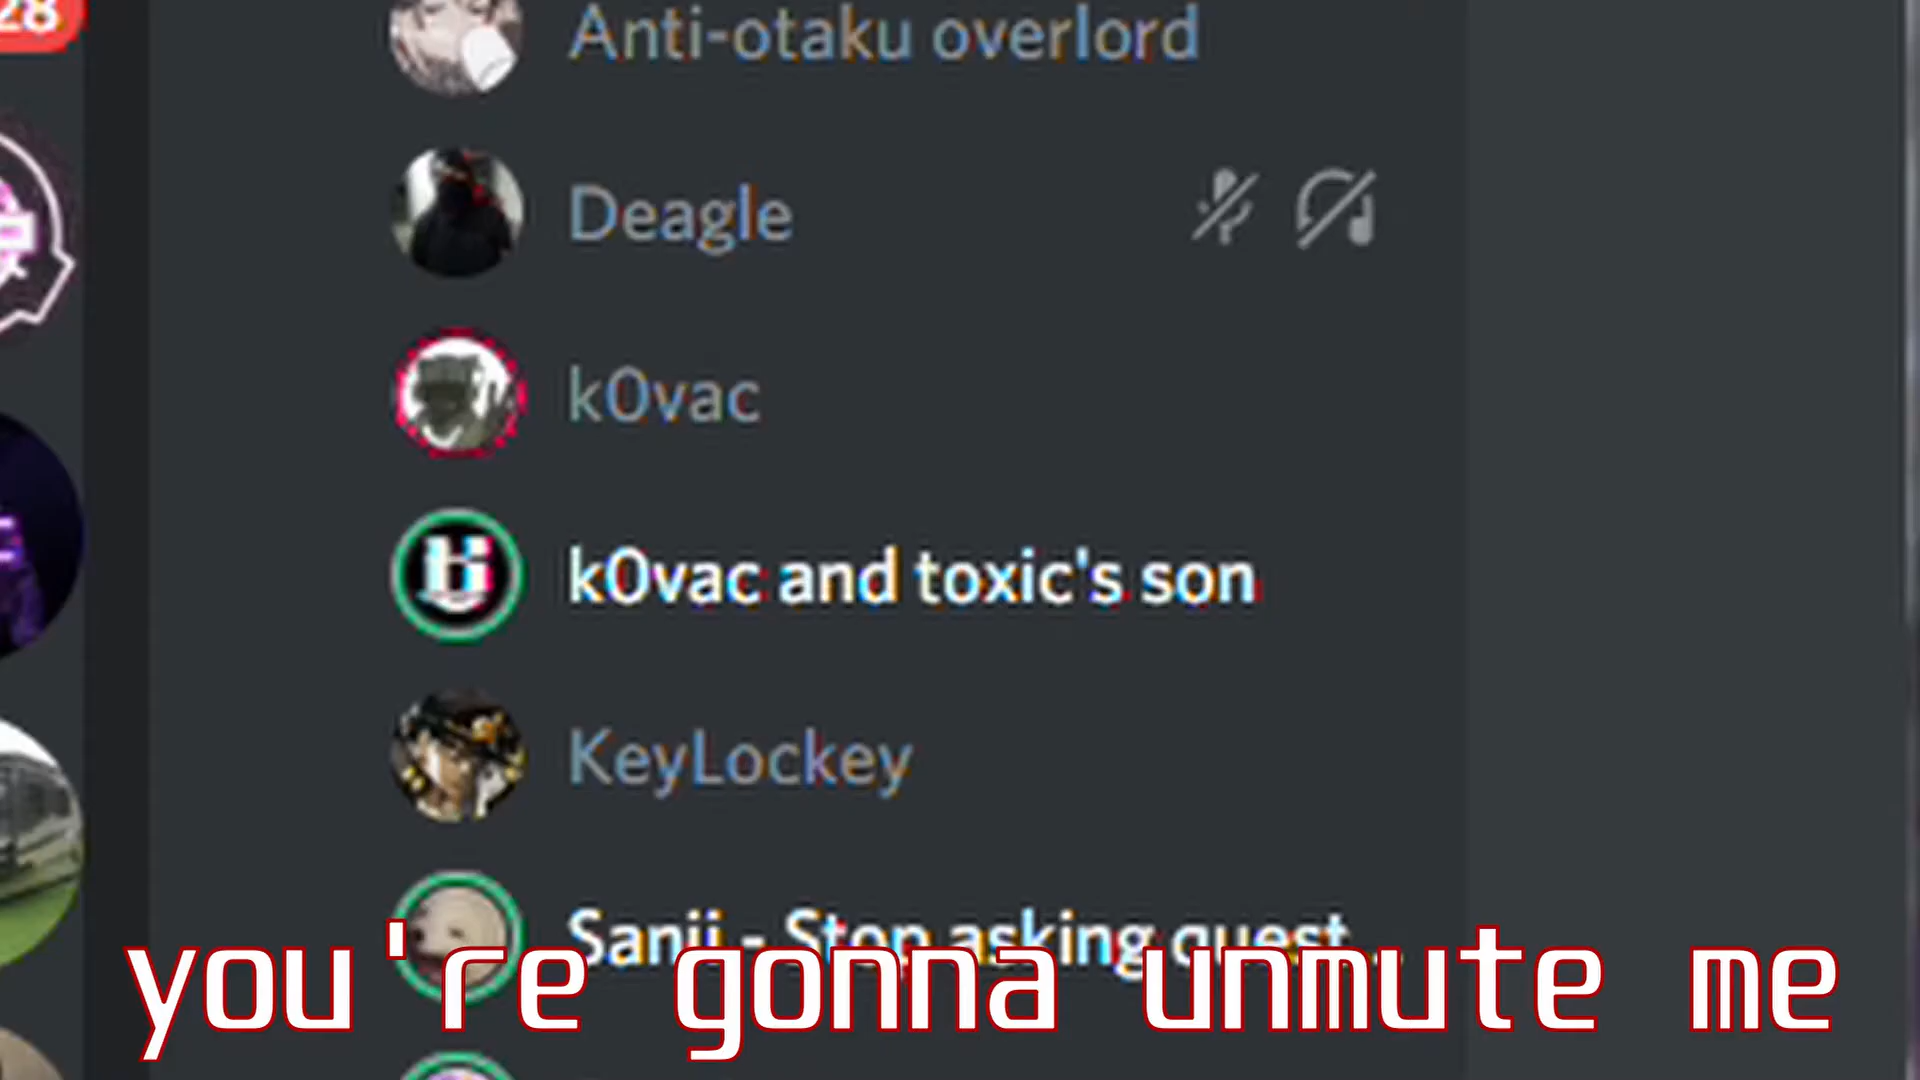 28
Anti-otaku overlord
Deagle
k0vac
k0vac and toxic's son
KeyLockey
Sanji - Stop asking quest...
you're gonna unmute me